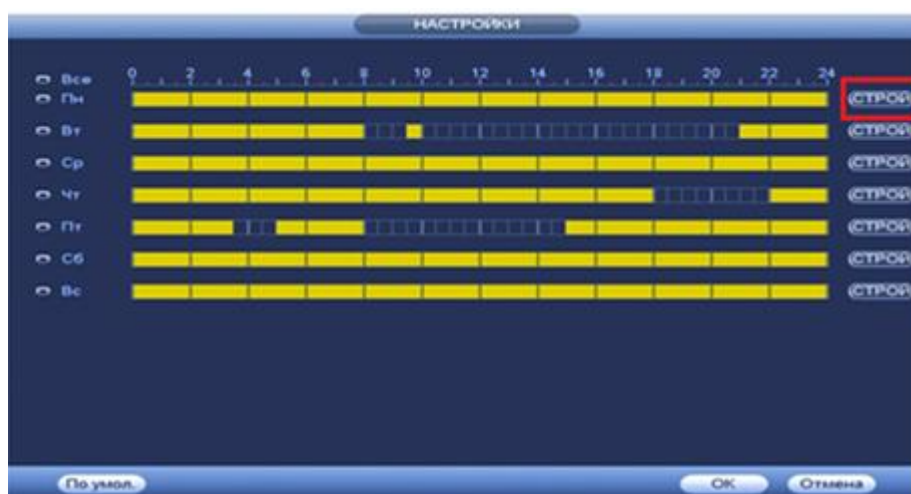 НАСТРОЙКИ
Все 0 2 4 6 8 10 12 14 16 18 20 22 24
Пн СТРОЙ
Вт СТРОЙ
Ср СТРОЙ
Чт СТРОЙ
Пт СТРОЙ
Сб СТРОЙ
Вс СТРОЙ
По умол. ОК Отмена